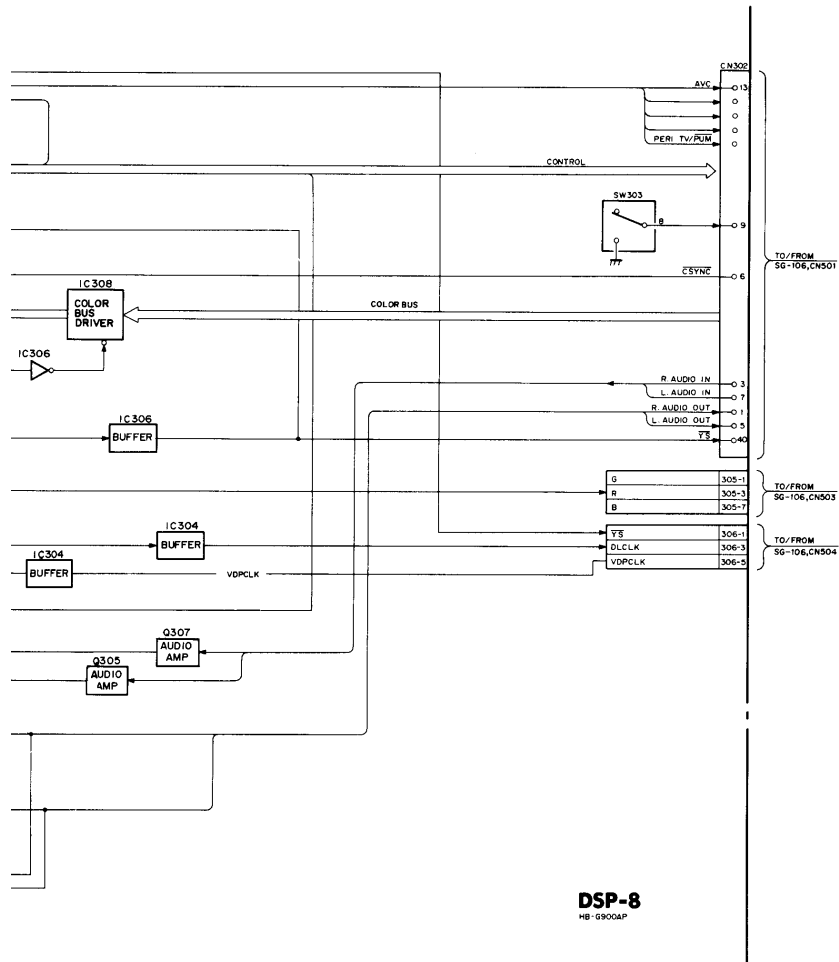 CN302
AVC 13
PERI TV/PUM
CONTROL
SW303
8 9
TO/FROM
SG-106,CN501
CSYNC 6
IC308
COLOR
BUS
DRIVER
COLOR BUS
IC306
R. AUDIO IN 3
L. AUDIO IN 7
R. AUDIO OUT 1
L. AUDIO OUT 5
YS 40
IC306
BUFFER
G 305-1
R 305-3
B 305-7
TO/FROM
SG-106,CN503
IC304
BUFFER
YS 306-1
DLCLK 306-3
VDPCLK 306-5
TO/FROM
SG-106,CN504
IC304
BUFFER
VDPCLK
Q307
AUDIO
AMP
Q305
AUDIO
AMP
DSP-8
HB-G900AP